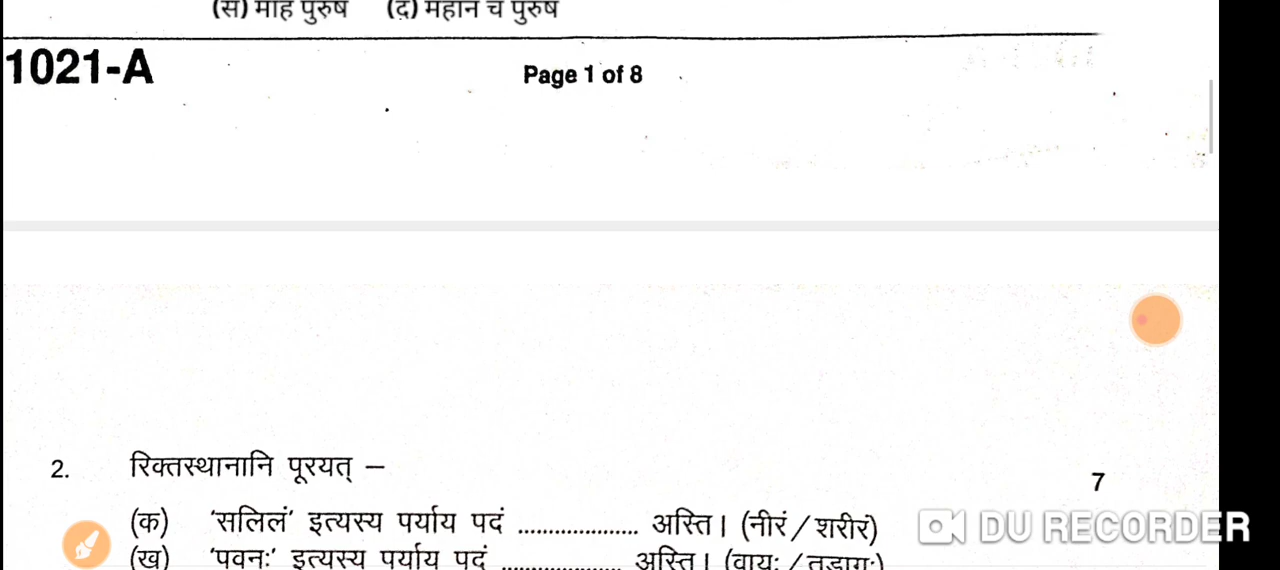 (स) माह पुरुष (द) महान च पुरुष
1021-A
Page 1 of 8
2. रिक्तस्थानानि पूरयत् –
7
(क) 'सलिलं' इत्यस्य पर्याय पदं ................... अस्ति। (नीरं / शरीरं)
DU RECORDER
(ख) 'पवनः' इत्यस्य पर्याय पदं ................... अस्ति। (वायुः / तडागः)